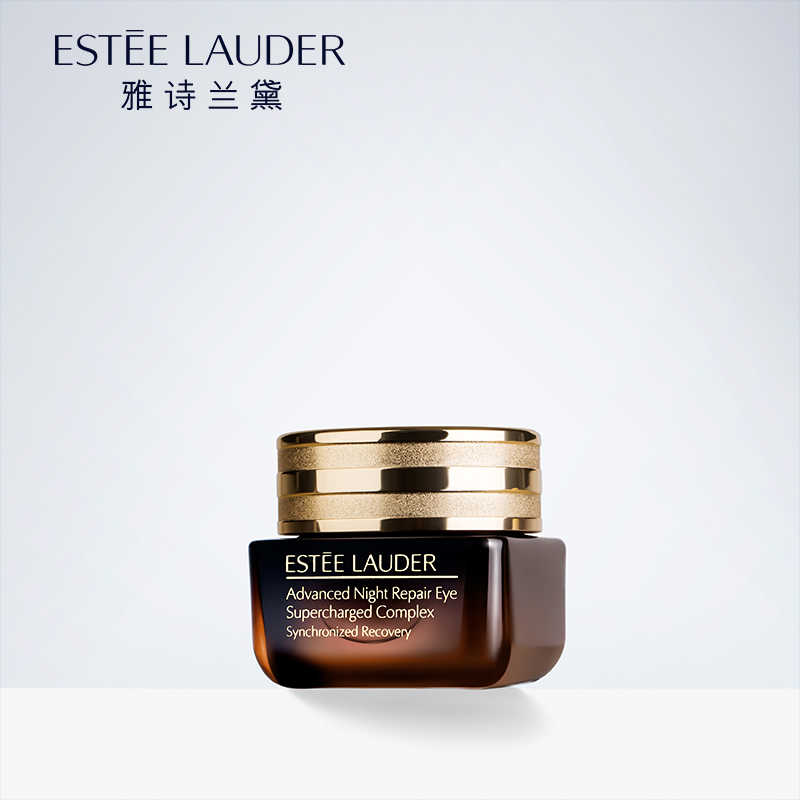 ESTĒE LAUDER
雅诗兰黛
ESTĒE LAUDER
Advanced Night Repair Eye
Supercharged Complex
Synchronized Recovery